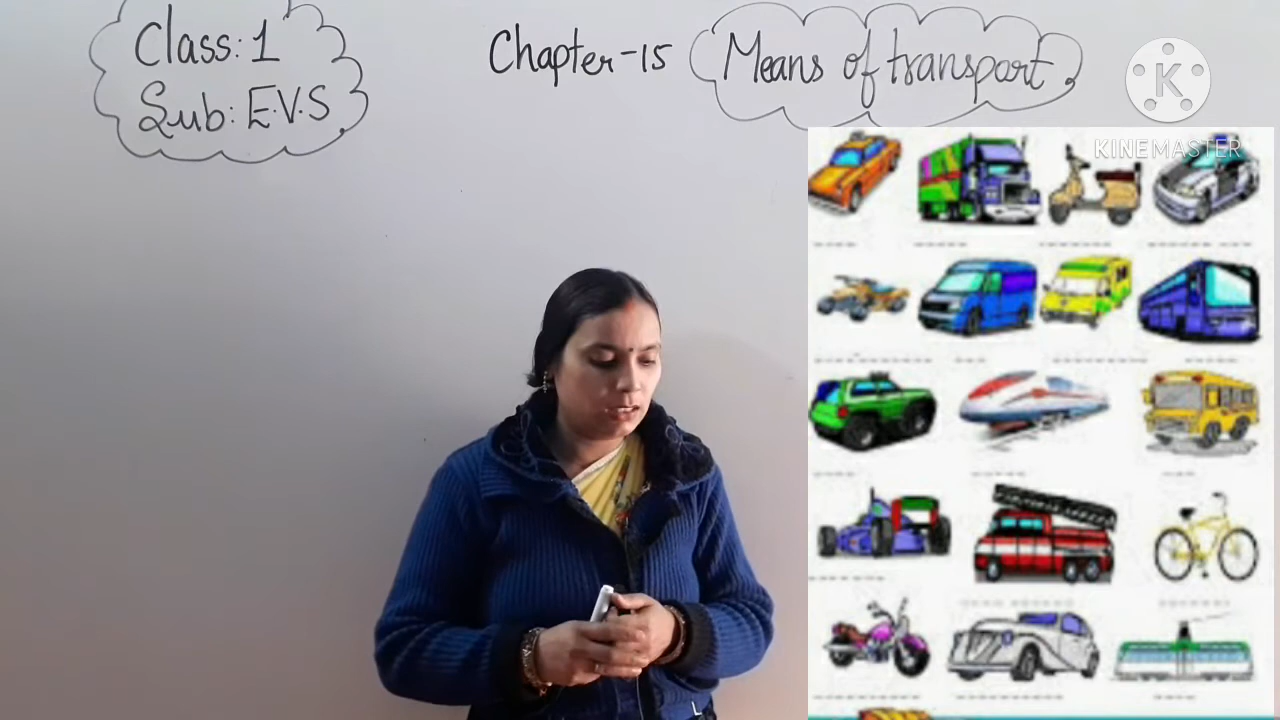 Class: 1
Sub: E.V.S
Chapter-15 Means of transport
K
KINEMASTER